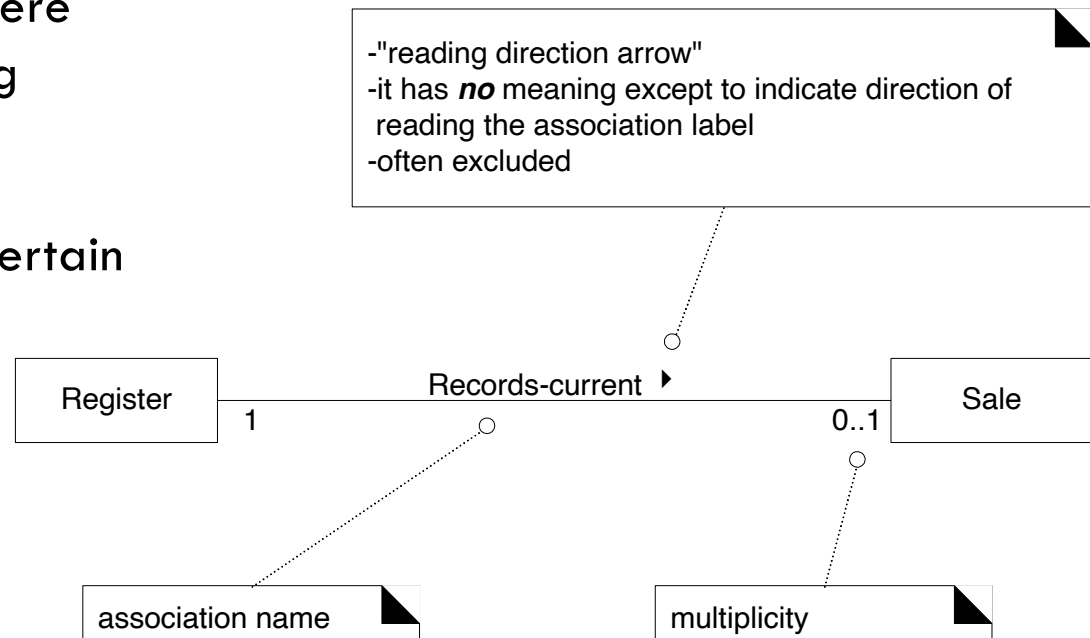 -"reading direction arrow"
-it has no meaning except to indicate direction of
reading the association label
-often excluded
ertain
Records-current
Register
Sale
1
0..1
association name
multiplicity